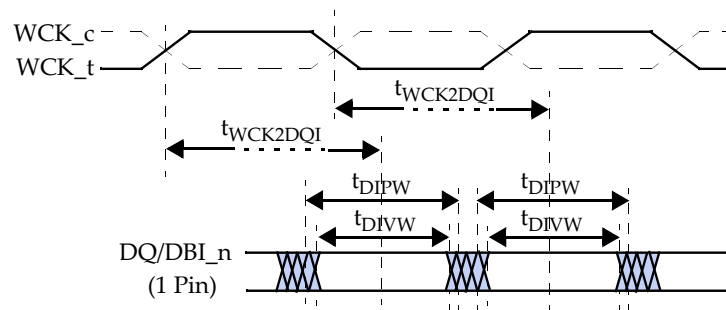 WCK_c
WCK_t
tWCK2DQI
tWCK2DQI
tDIPW tDIPW
tDIVW tDIVW
DQ/DBI_n
(1 Pin)